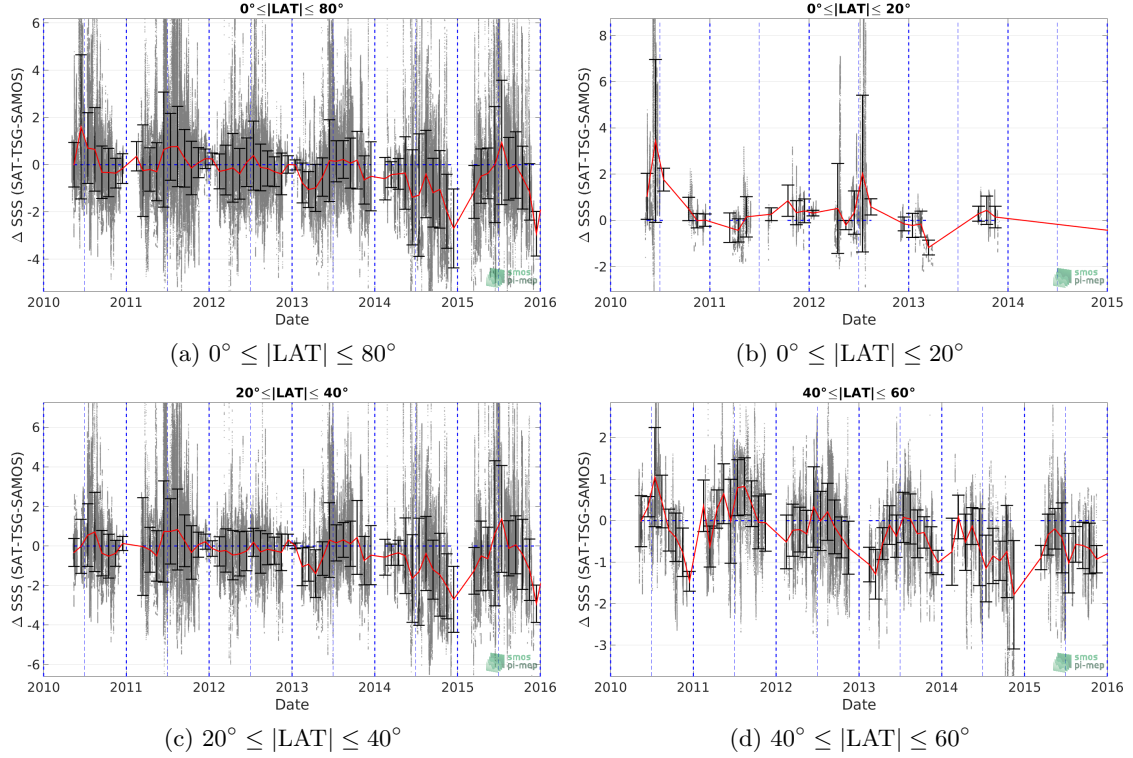 0°≤|LAT|≤ 80°
Δ SSS (SAT-TSG-SAMOS)
6
4
2
0
-2
-4
2010 2011 2012 2013 2014 2015 2016
Date
smos
pi-mep
(a) 0° ≤ |LAT| ≤ 80°
0°≤|LAT|≤ 20°
Δ SSS (SAT-TSG-SAMOS)
8
6
4
2
0
-2
2010 2011 2012 2013 2014 2015
Date
smos
pi-mep
(b) 0° ≤ |LAT| ≤ 20°
20°≤|LAT|≤ 40°
Δ SSS (SAT-TSG-SAMOS)
6
4
2
0
-2
-4
-6
2010 2011 2012 2013 2014 2015 2016
Date
smos
pi-mep
(c) 20° ≤ |LAT| ≤ 40°
40°≤|LAT|≤ 60°
Δ SSS (SAT-TSG-SAMOS)
2
1
0
-1
-2
-3
2010 2011 2012 2013 2014 2015 2016
Date
smos
pi-mep
(d) 40° ≤ |LAT| ≤ 60°